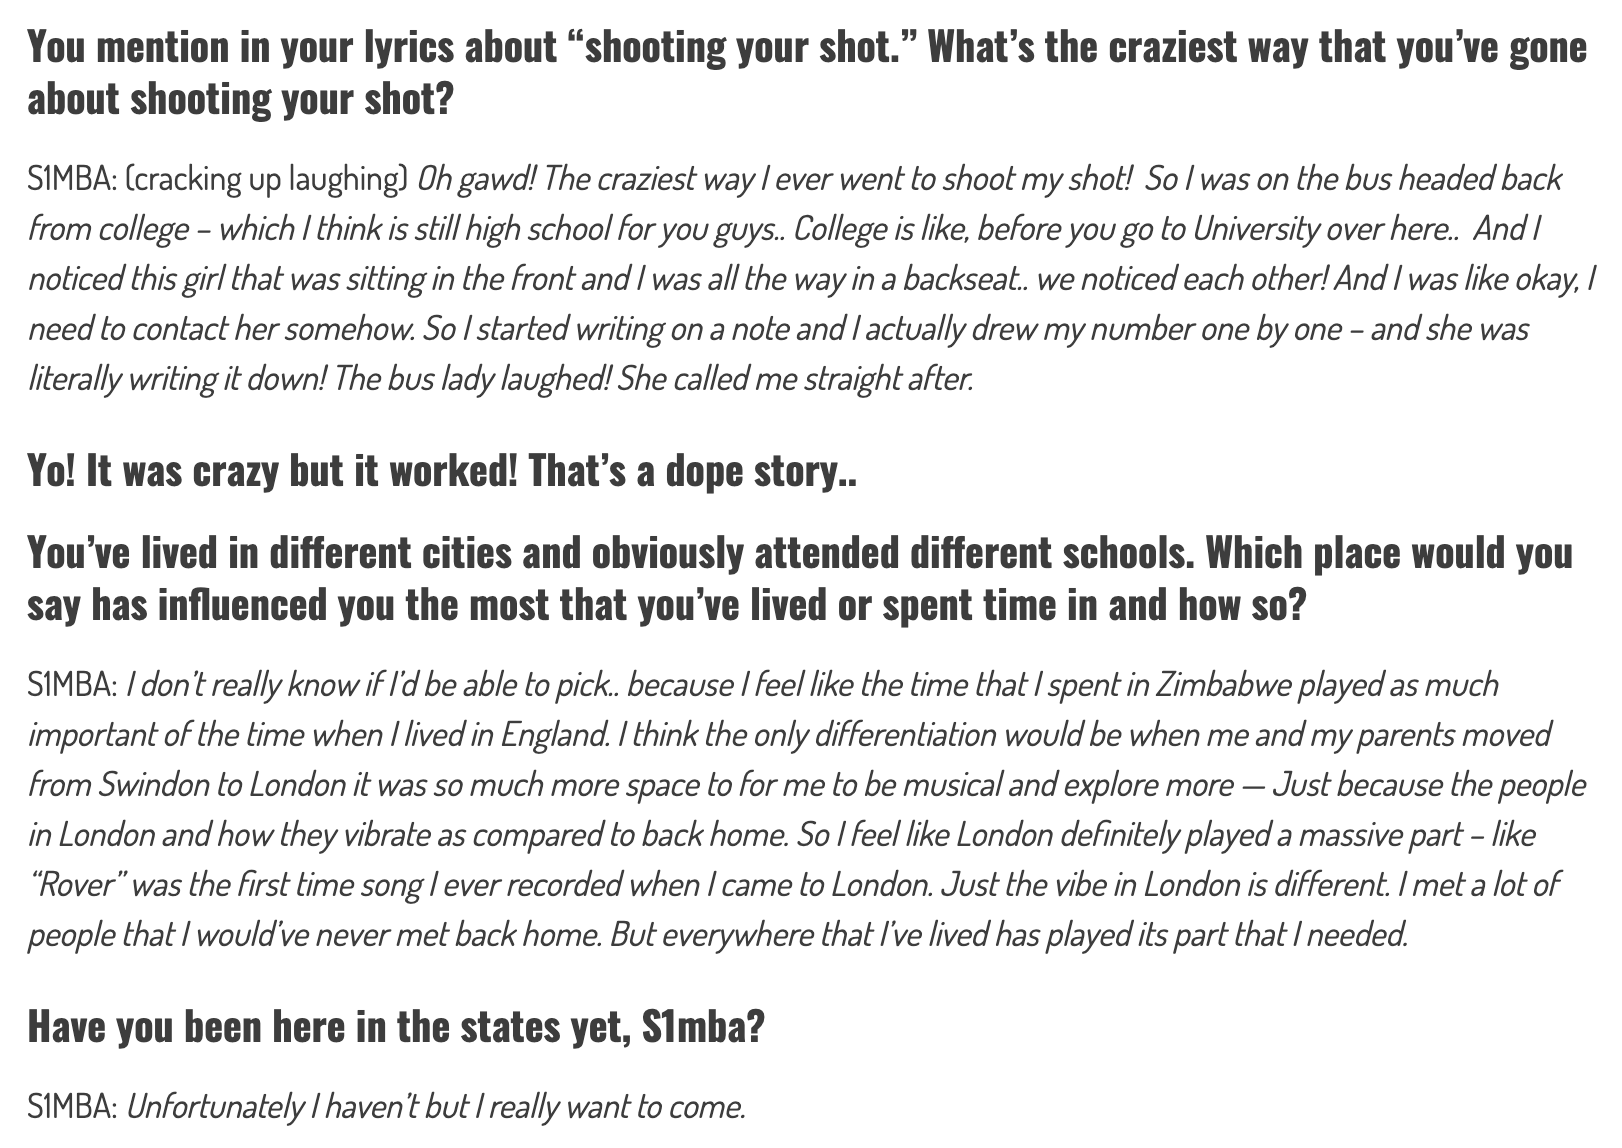 You mention in your lyrics about “shooting your shot.” What’s the craziest way that you’ve gone
about shooting your shot?
S1MBA: (cracking up laughing) Oh gawd! The craziest way I ever went to shoot my shot!  So I was on the bus headed back
from college – which I think is still high school for you guys.. College is like, before you go to University over here..  And I
noticed this girl that was sitting in the front and I was all the way in a backseat.. we noticed each other! And I was like okay, I
need to contact her somehow. So I started writing on a note and I actually drew my number one by one – and she was
literally writing it down! The bus lady laughed! She called me straight after.
Yo! It was crazy but it worked! That’s a dope story..
You’ve lived in different cities and obviously attended different schools. Which place would you
say has influenced you the most that you’ve lived or spent time in and how so?
S1MBA: I don’t really know if I’d be able to pick.. because I feel like the time that I spent in Zimbabwe played as much
important of the time when I lived in England. I think the only differentiation would be when me and my parents moved
from Swindon to London it was so much more space to for me to be musical and explore more — Just because the people
in London and how they vibrate as compared to back home. So I feel like London definitely played a massive part – like
“Rover” was the first time song I ever recorded when I came to London. Just the vibe in London is different. I met a lot of
people that I would’ve never met back home. But everywhere that I’ve lived has played its part that I needed.
Have you been here in the states yet, S1mba?
S1MBA: Unfortunately I haven’t but I really want to come.